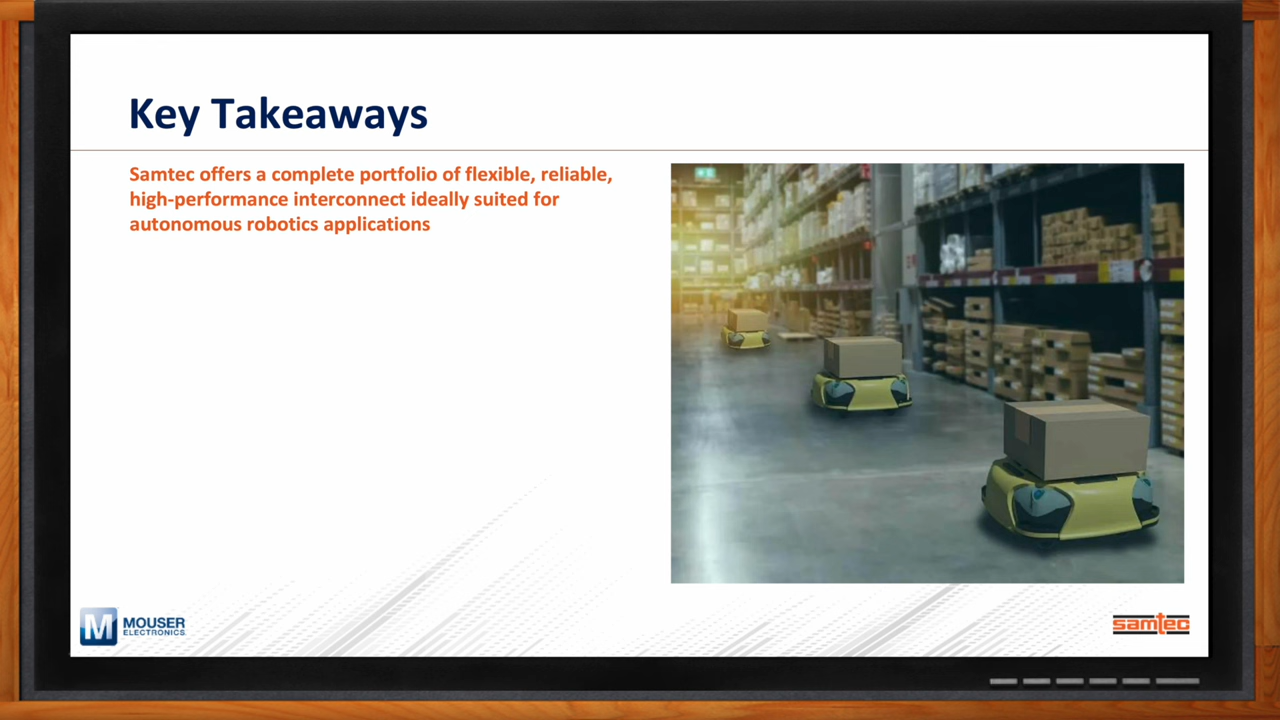 Key Takeaways
Samtec offers a complete portfolio of flexible, reliable,
high-performance interconnect ideally suited for
autonomous robotics applications
M MOUSER
ELECTRONICS
samtec